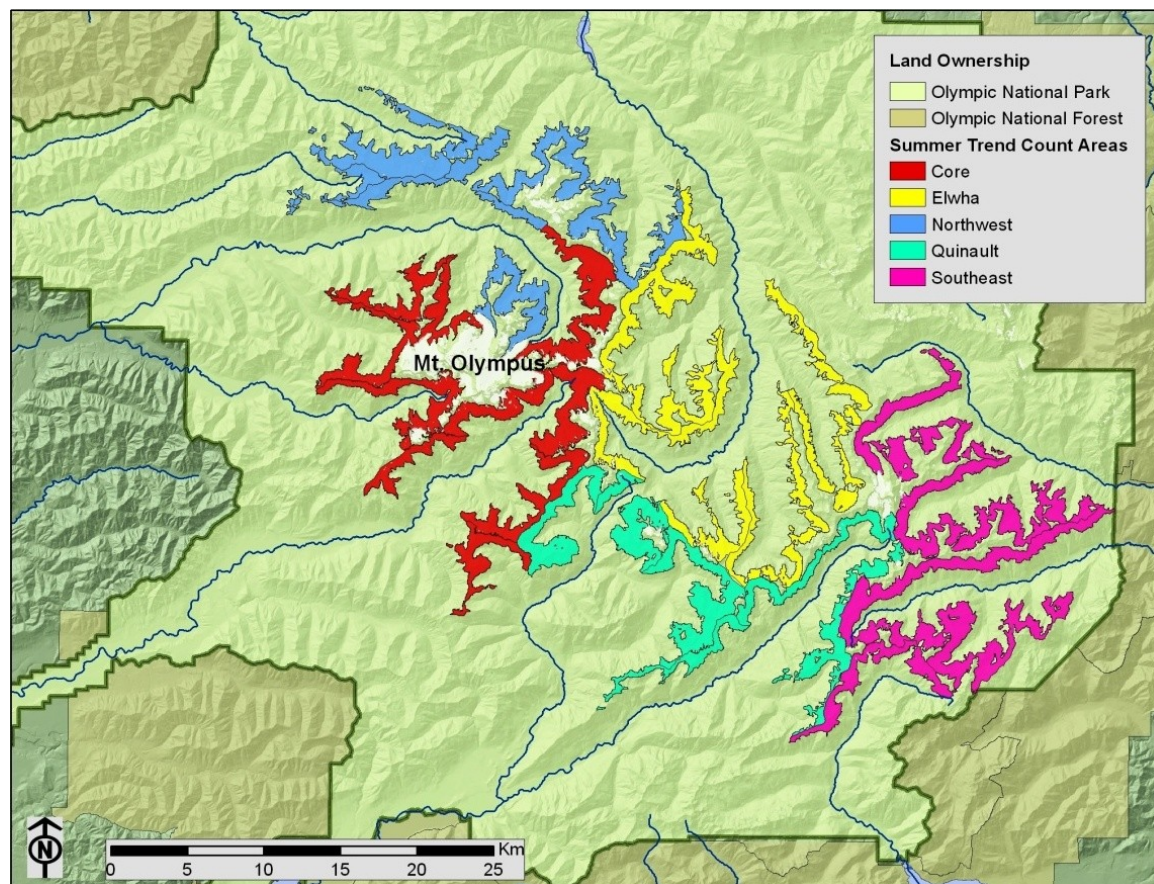 Land Ownership
Olympic National Park
Olympic National Forest
Summer Trend Count Areas
Core
Elwha
Northwest
Quinault
Southeast
Mt. Olympus
N
Km
0 5 10 15 20 25